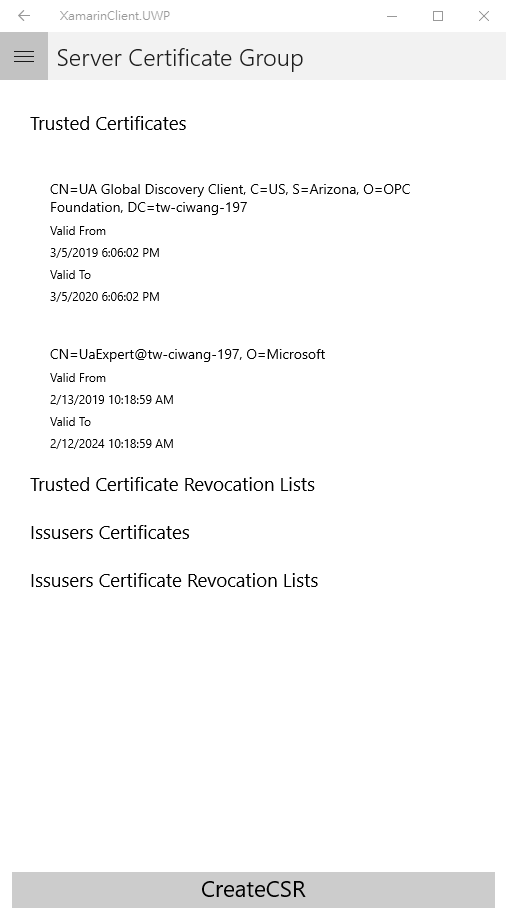 XamarinClient.UWP
Server Certificate Group
Trusted Certificates
CN=UA Global Discovery Client, C=US, S=Arizona, O=OPC
Foundation, DC=tw-ciwang-197
Valid From
3/5/2019 6:06:02 PM
Valid To
3/5/2020 6:06:02 PM
CN=UaExpert@tw-ciwang-197, O=Microsoft
Valid From
2/13/2019 10:18:59 AM
Valid To
2/12/2024 10:18:59 AM
Trusted Certificate Revocation Lists
Issusers Certificates
Issusers Certificate Revocation Lists
CreateCSR